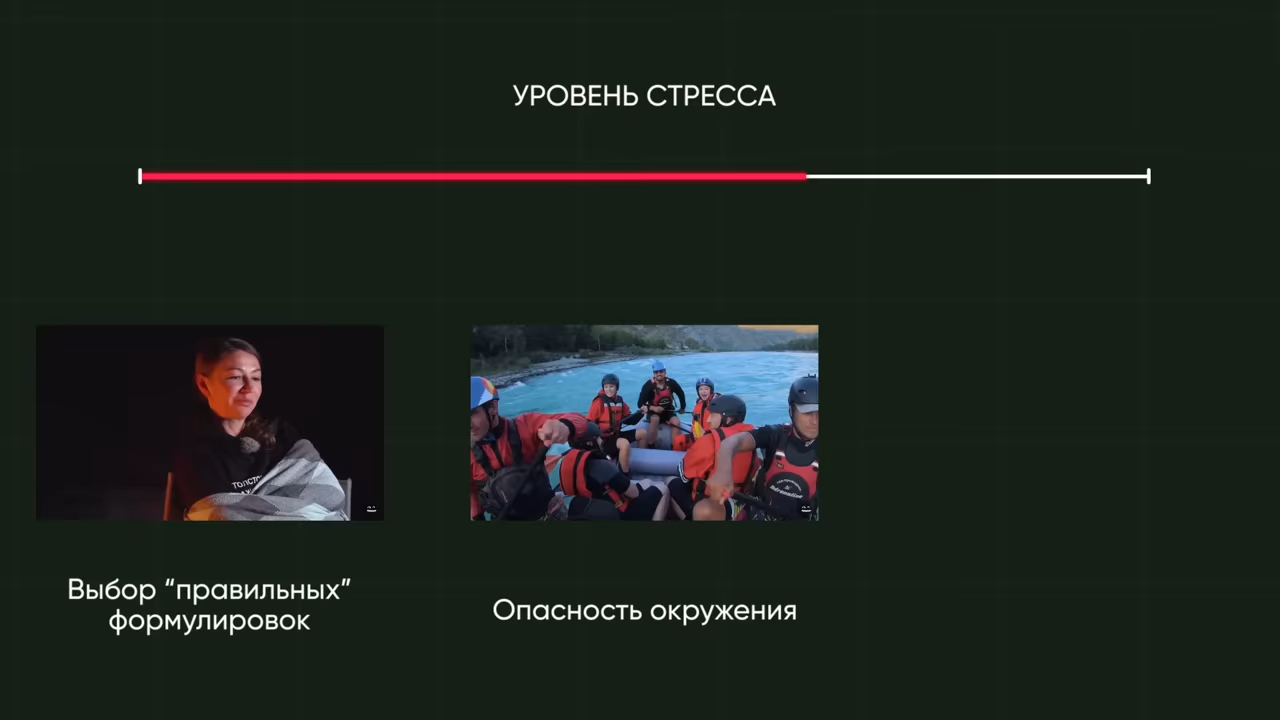 УРОВЕНЬ СТРЕССА
Выбор “правильных”
формулировок
Опасность окружения